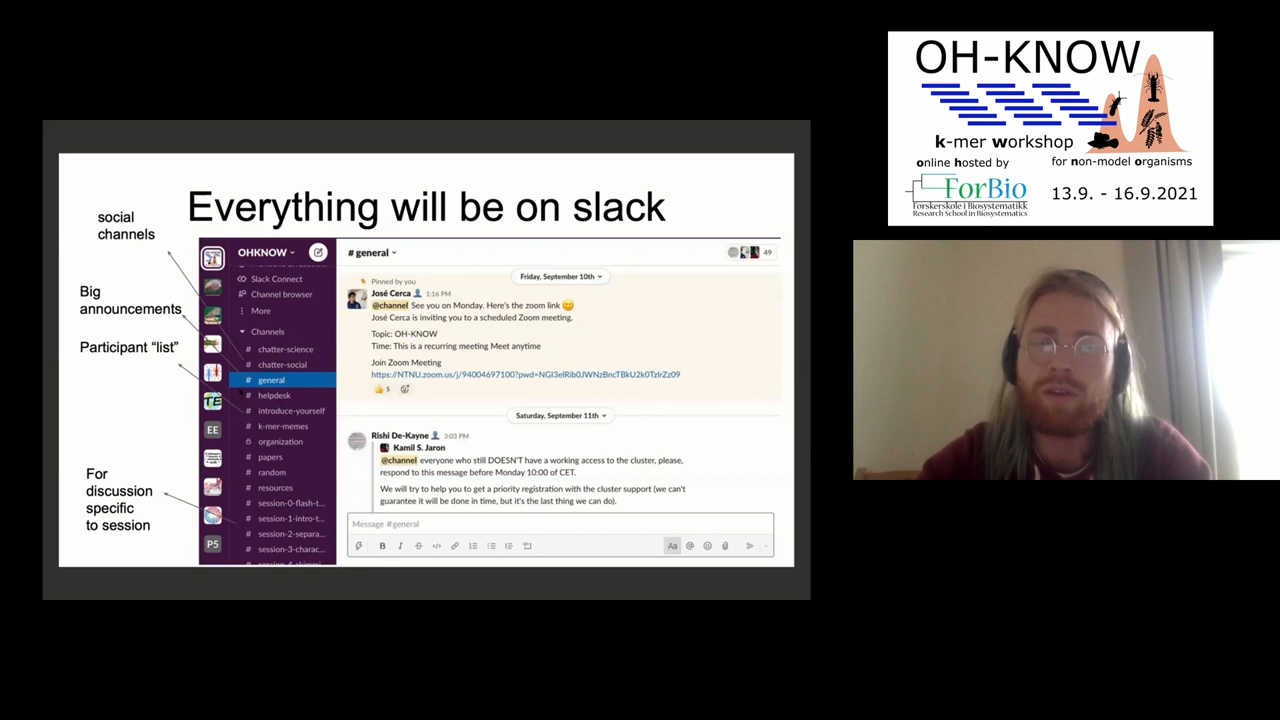 Everything will be on slack
social
channels
Big
announcements
Participant “list”
For
discussion
specific
to session
OHKNOW
Slack Connect
Channel browser
More
Channels
# chatter-science
# chatter-social
# general
# helpdesk
# introduce-yourself
# k-mer-memes
organization
# papers
# random
# resources
# session-0-flash-t...
# session-1-intro-t...
# session-2-separa...
# session-3-charac...
TE
EE
P5
# general
49
Friday, September 10th
Pinned by you
José Cerca 1:16 PM
@channel See you on Monday. Here's the zoom link
José Cerca is inviting you to a scheduled Zoom meeting.
Topic: OH-KNOW
Time: This is a recurring meeting Meet anytime
Join Zoom Meeting
5
Saturday, September 11th
Rishi De-Kayne 3:03 PM
Kamil S. Jaron
@channel everyone who still DOESN'T have a working access to the cluster, please,
respond to this message before Monday 10:00 of CET.
We will try to help you to get a priority registration with the cluster support (we can't
guarantee it will be done in time, but it's the last thing we can do).
Message #general
B I S
Aa
OH-KNOW
k-mer workshop
online hosted by
for non-model organisms
ForBio
Forskerskole i Biosystematikk
Research School in Biosystematics
13.9. - 16.9.2021